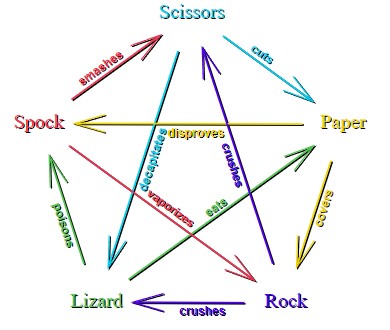 Scissors
smashes
cuts
Spock
Paper
disproves
decapitates
crushes
vaporizes
eats
covers
poisons
Lizard
crushes
Rock